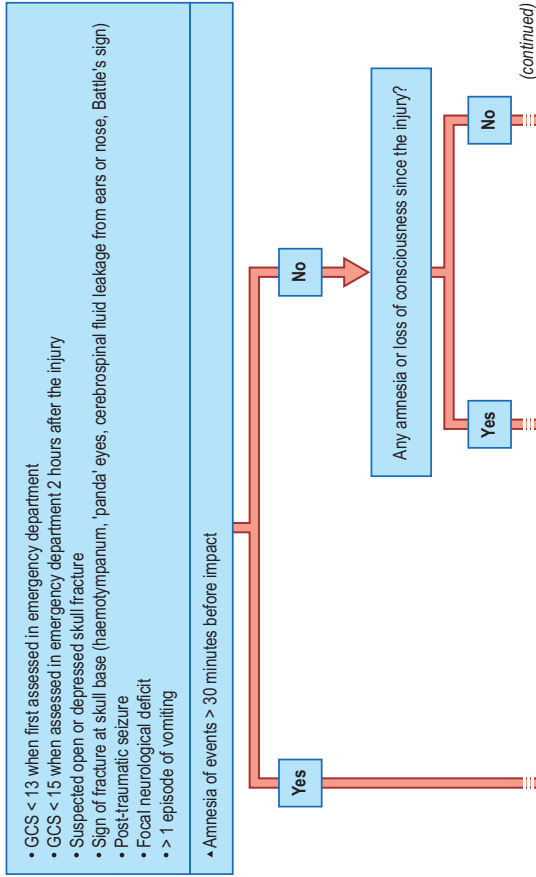 • GCS < 13 when first assessed in emergency department
• GCS < 15 when assessed in emergency department 2 hours after the injury
• Suspected open or depressed skull fracture
• Sign of fracture at skull base (haemotympanum, 'panda' eyes, cerebrospinal fluid leakage from ears or nose, Battle's sign)
• Post-traumatic seizure
• Focal neurological deficit
• > 1 episode of vomiting
▲ Amnesia of events > 30 minutes before impact
Yes
No
Any amnesia or loss of consciousness since the injury?
Yes
No
(continued)